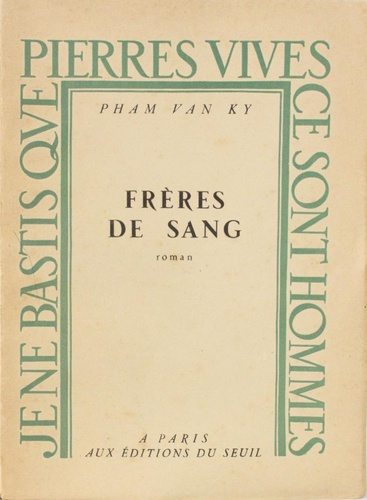 JE NE BASTIS QVE
PIERRES VIVES
CE SONT HOMMES
PHAM VAN KY
FRÈRES
DE SANG
roman
A PARIS
AUX ÉDITIONS DU SEUIL